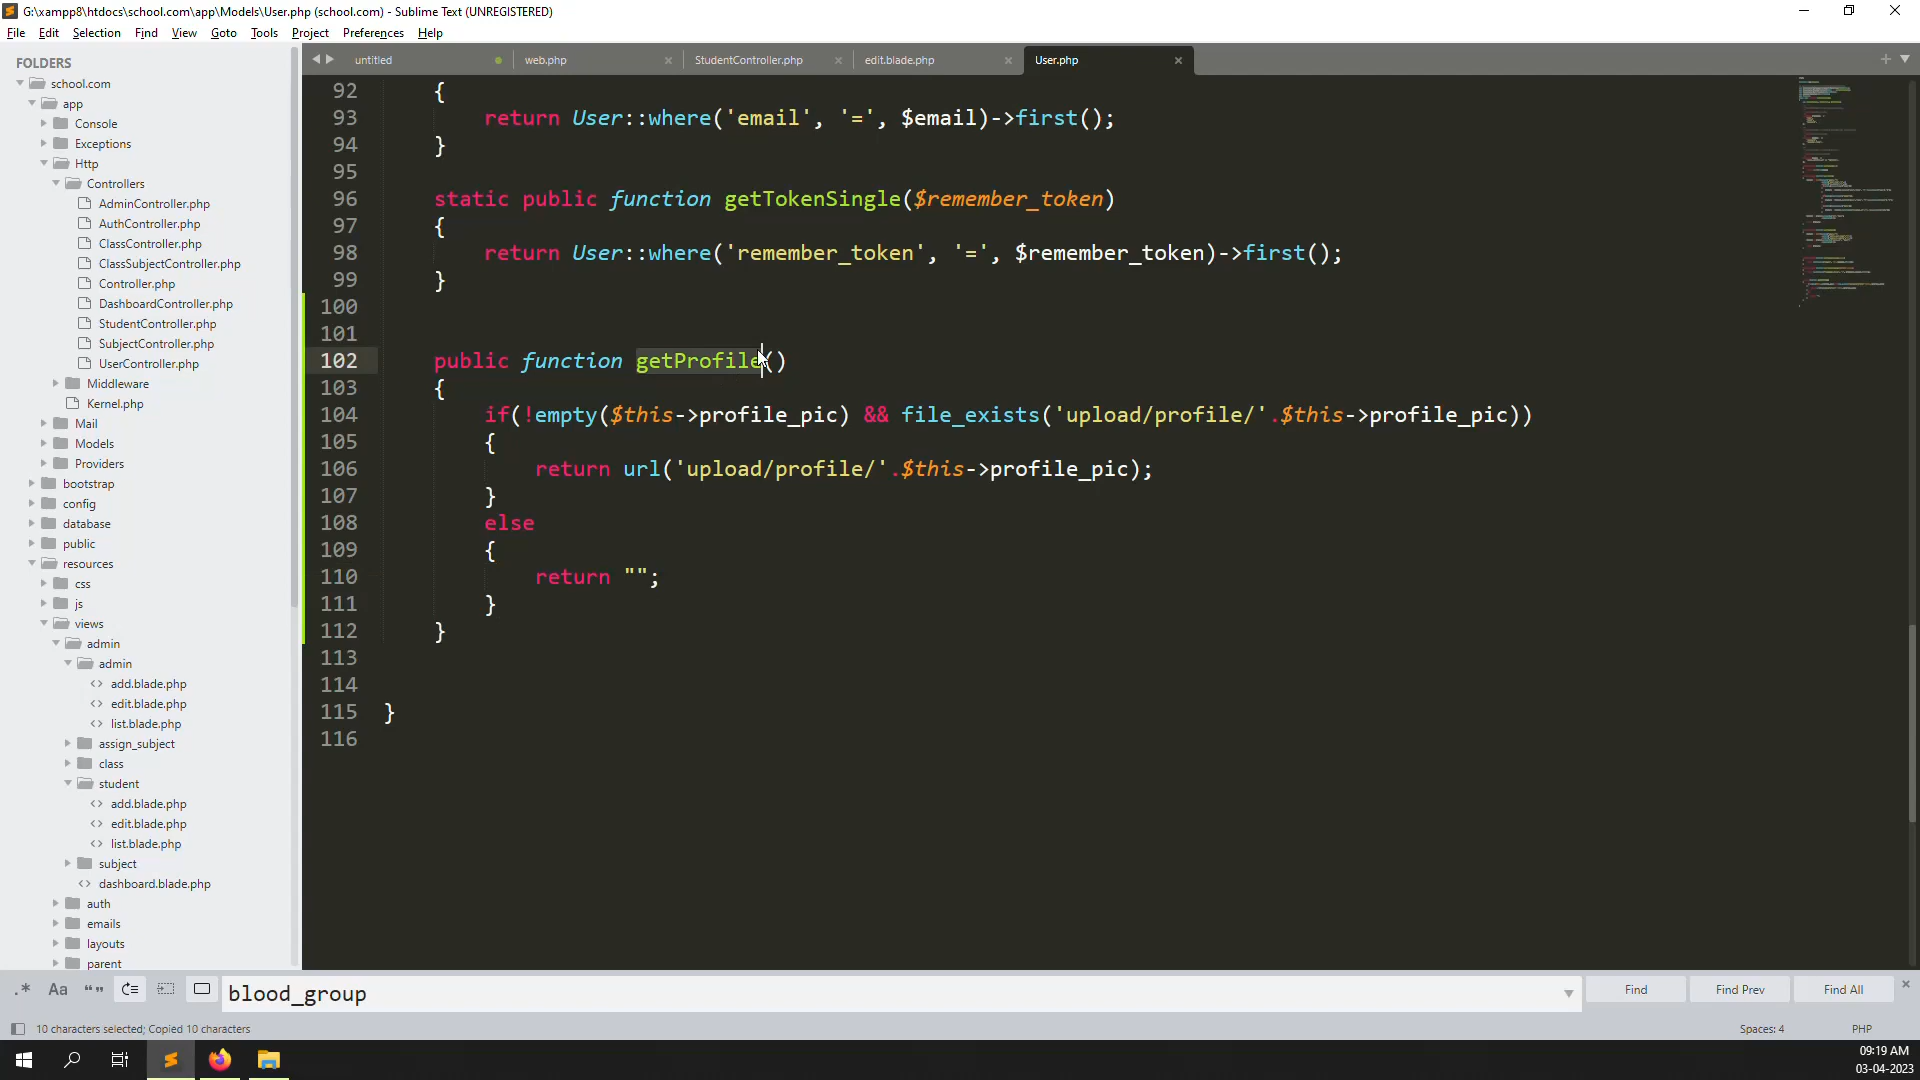 G:\xampp8\htdocs\school.com\app\Models\User.php (school.com) - Sublime Text (UNREGISTERED)
File Edit Selection Find View Goto Tools Project Preferences Help
FOLDERS
school.com
app
Console
Exceptions
Http
Controllers
AdminController.php
AuthController.php
ClassController.php
ClassSubjectController.php
Controller.php
DashboardController.php
StudentController.php
SubjectController.php
UserController.php
Middleware
Kernel.php
Mail
Models
Providers
bootstrap
config
database
public
resources
css
js
views
admin
admin
add.blade.php
edit.blade.php
list.blade.php
assign_subject
class
student
add.blade.php
edit.blade.php
list.blade.php
subject
dashboard.blade.php
auth
emails
layouts
parent
untitled web.php StudentController.php edit.blade.php User.php
92 {
93 return User::where('email', '=', $email)->first();
94 }
95
96 static public function getTokenSingle($remember_token)
97 {
98 return User::where('remember_token', '=', $remember_token)->first();
99 }
100
101
102 public function getProfile()
103 {
104 if(!empty($this->profile_pic) && file_exists('upload/profile/'.$this->profile_pic))
105 {
106 return url('upload/profile/'.$this->profile_pic);
107 }
108 else
109 {
110 return "";
111 }
112 }
113
114
115 }
116
.* Aa “” blood_group Find Find Prev Find All
10 characters selected; Copied 10 characters Spaces: 4 PHP
09:19 AM
03-04-2023